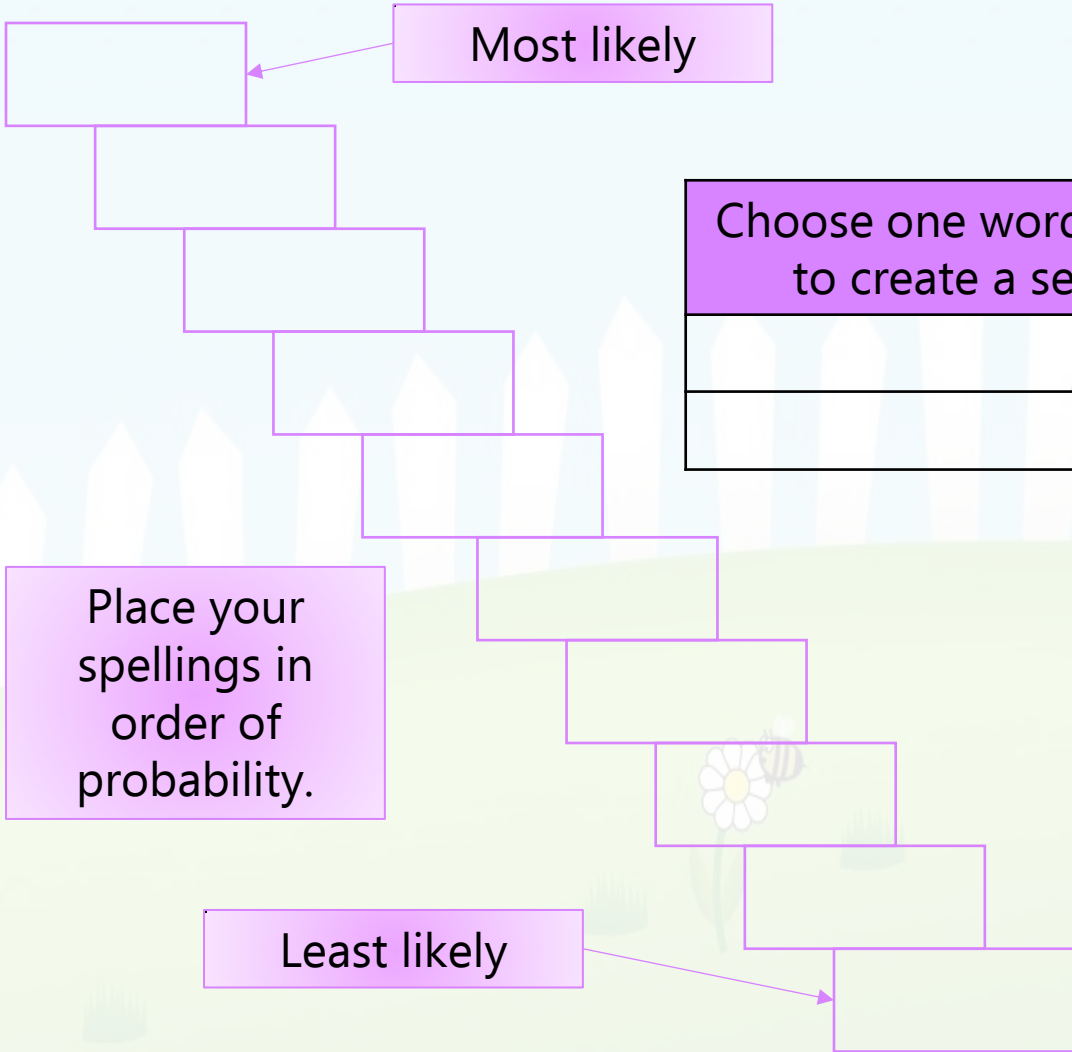 Most likely
Choose one word
to create a se
Place your
spellings in
order of
probability.
Least likely